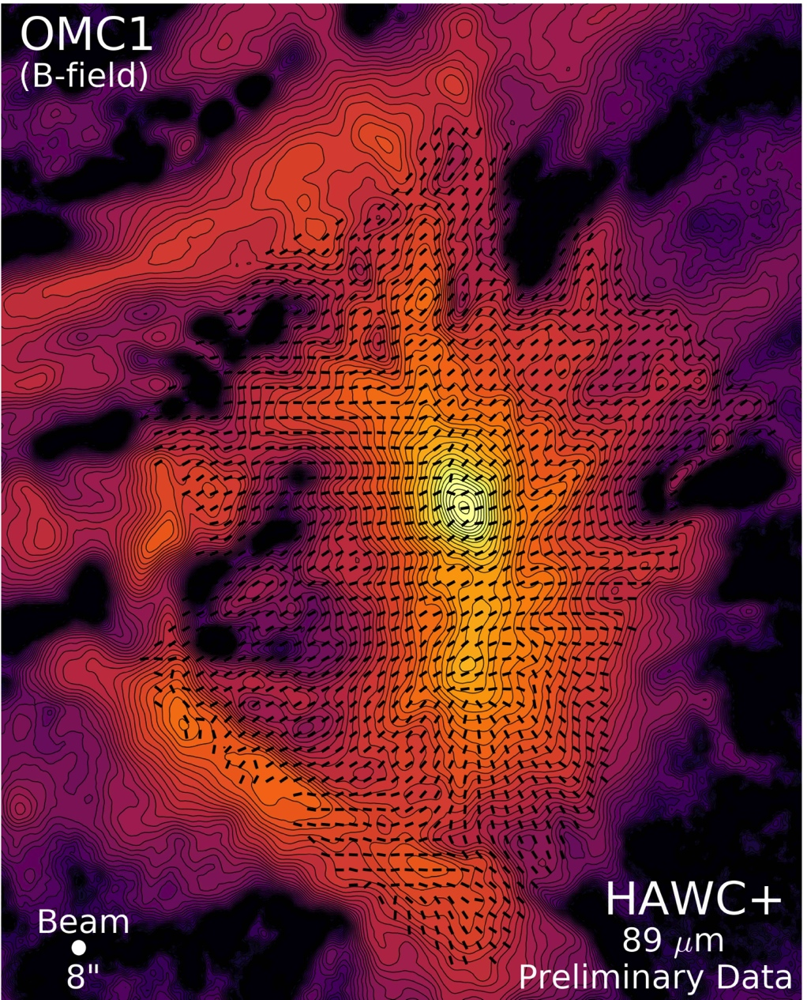 OMC1
(B-field)
HAWC+
89 μm
Preliminary Data
Beam
8"